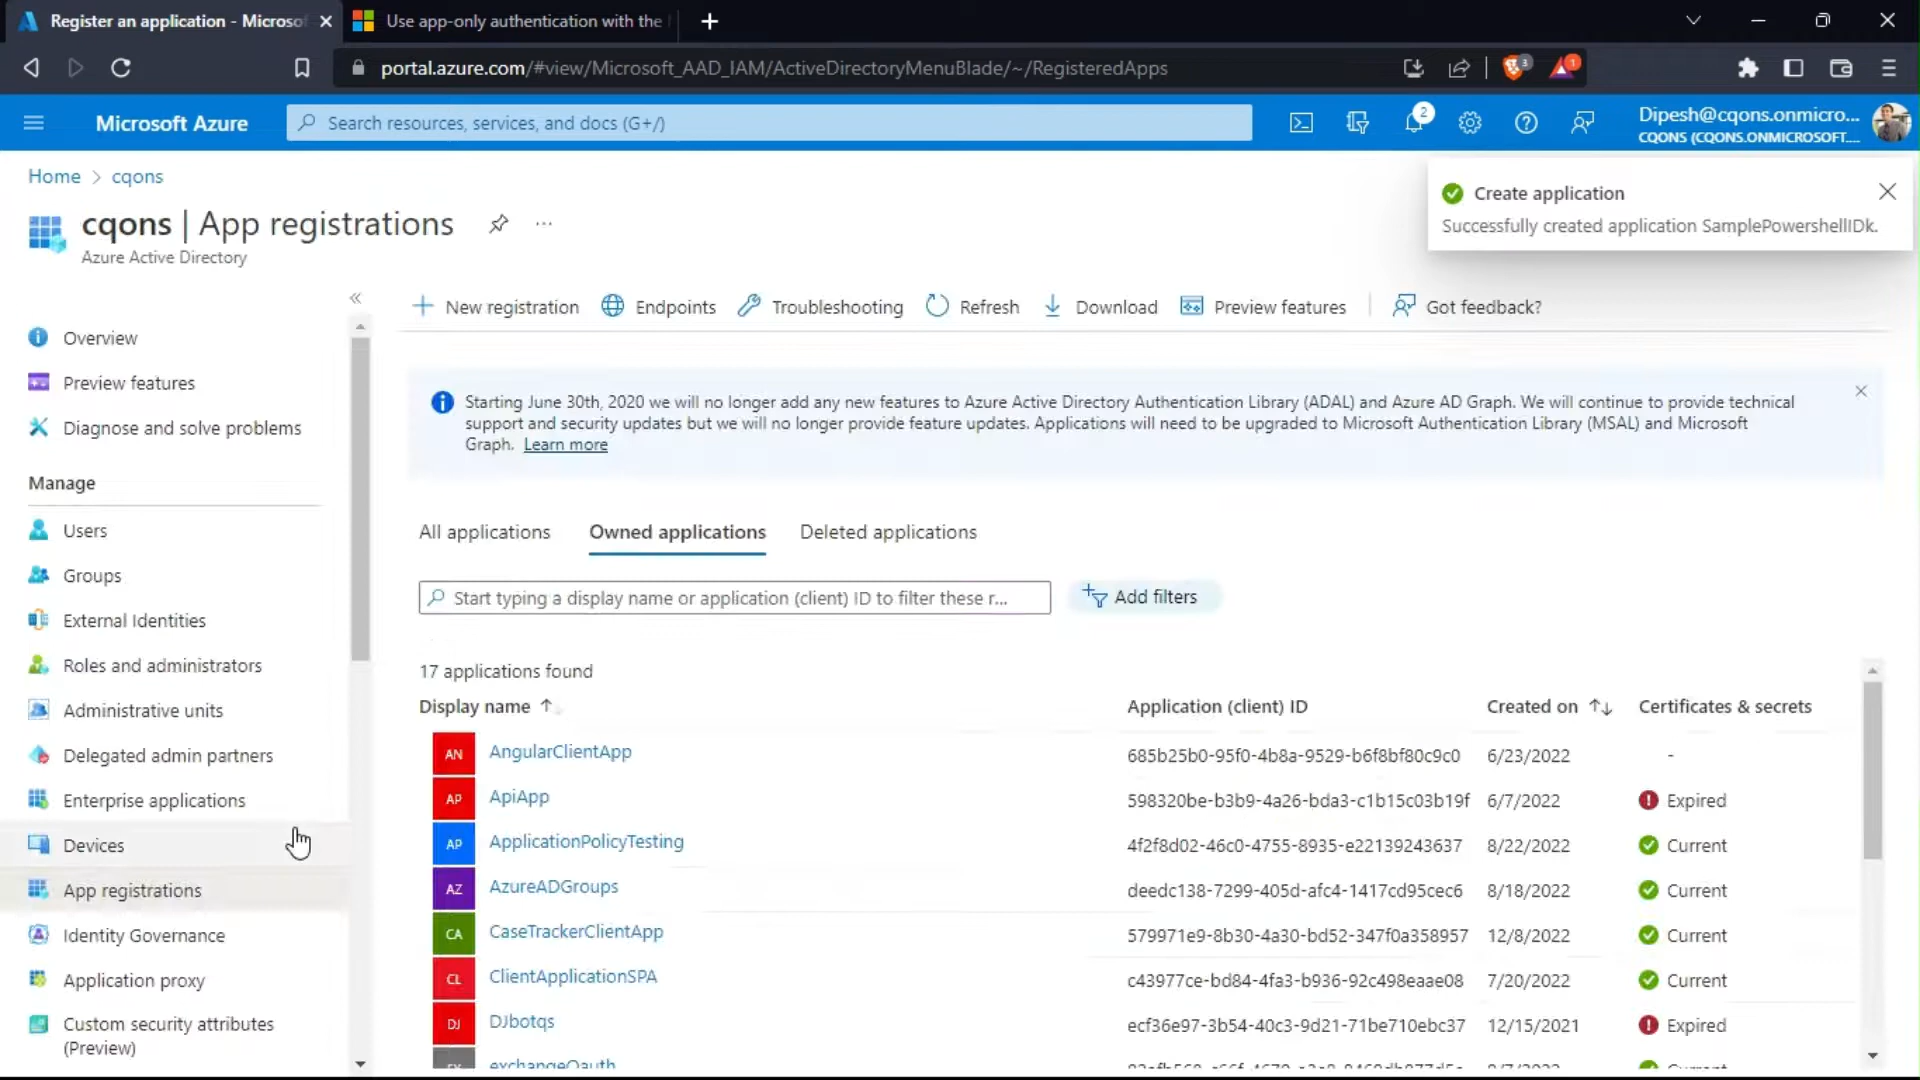 Register an application - Microso
Use app-only authentication with the
portal.azure.com/#view/Microsoft_AAD_IAM/ActiveDirectoryMenuBlade/~/RegisteredApps
3
1
Microsoft Azure
Search resources, services, and docs (G+/)
2
Dipesh@cqons.onmicro...
CQONS (CQONS.ONMICROSOFT....
Home > cqons
Create application
Successfully created application SamplePowershellIDk.
cqons | App registrations
Azure Active Directory
New registration
Endpoints
Troubleshooting
Refresh
Download
Preview features
Got feedback?
Overview
Preview features
Diagnose and solve problems
Manage
Users
Groups
External Identities
Roles and administrators
Administrative units
Delegated admin partners
Enterprise applications
Devices
App registrations
Identity Governance
Application proxy
Custom security attributes
(Preview)
Starting June 30th, 2020 we will no longer add any new features to Azure Active Directory Authentication Library (ADAL) and Azure AD Graph. We will continue to provide technical
support and security updates but we will no longer provide feature updates. Applications will need to be upgraded to Microsoft Authentication Library (MSAL) and Microsoft
Graph. Learn more
All applications
Owned applications
Deleted applications
Start typing a display name or application (client) ID to filter these r...
Add filters
17 applications found
Display name
Application (client) ID
Created on
Certificates & secrets
AN AngularClientApp 685b25b0-95f0-4b8a-9529-b6f8bf80c9c0 6/23/2022 -
AP ApiApp 598320be-b3b9-4a26-bda3-c1b15c03b19f 6/7/2022 Expired
AP ApplicationPolicyTesting 4f2f8d02-46c0-4755-8935-e22139243637 8/22/2022 Current
AZ AzureADGroups deedc138-7299-405d-afc4-1417cd95cec6 8/18/2022 Current
CA CaseTrackerClientApp 579971e9-8b30-4a30-bd52-347f0a358957 12/8/2022 Current
CL ClientApplicationSPA c43977ce-bd84-4fa3-b936-92c498eaae08 7/20/2022 Current
DJ DJbotqs ecf36e97-3b54-40c3-9d21-71be710ebc37 12/15/2021 Expired
exchangeOauth